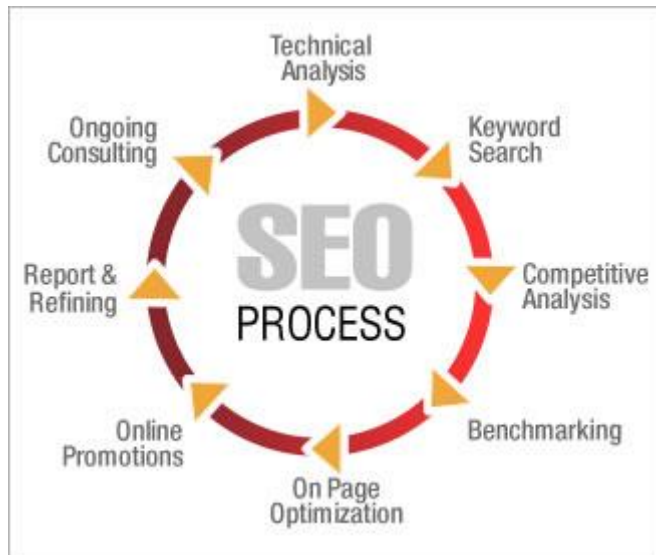 Technical
Analysis
Keyword
Search
Competitive
Analysis
Benchmarking
On Page
Optimization
Online
Promotions
Report &
Refining
Ongoing
Consulting
SEO
PROCESS